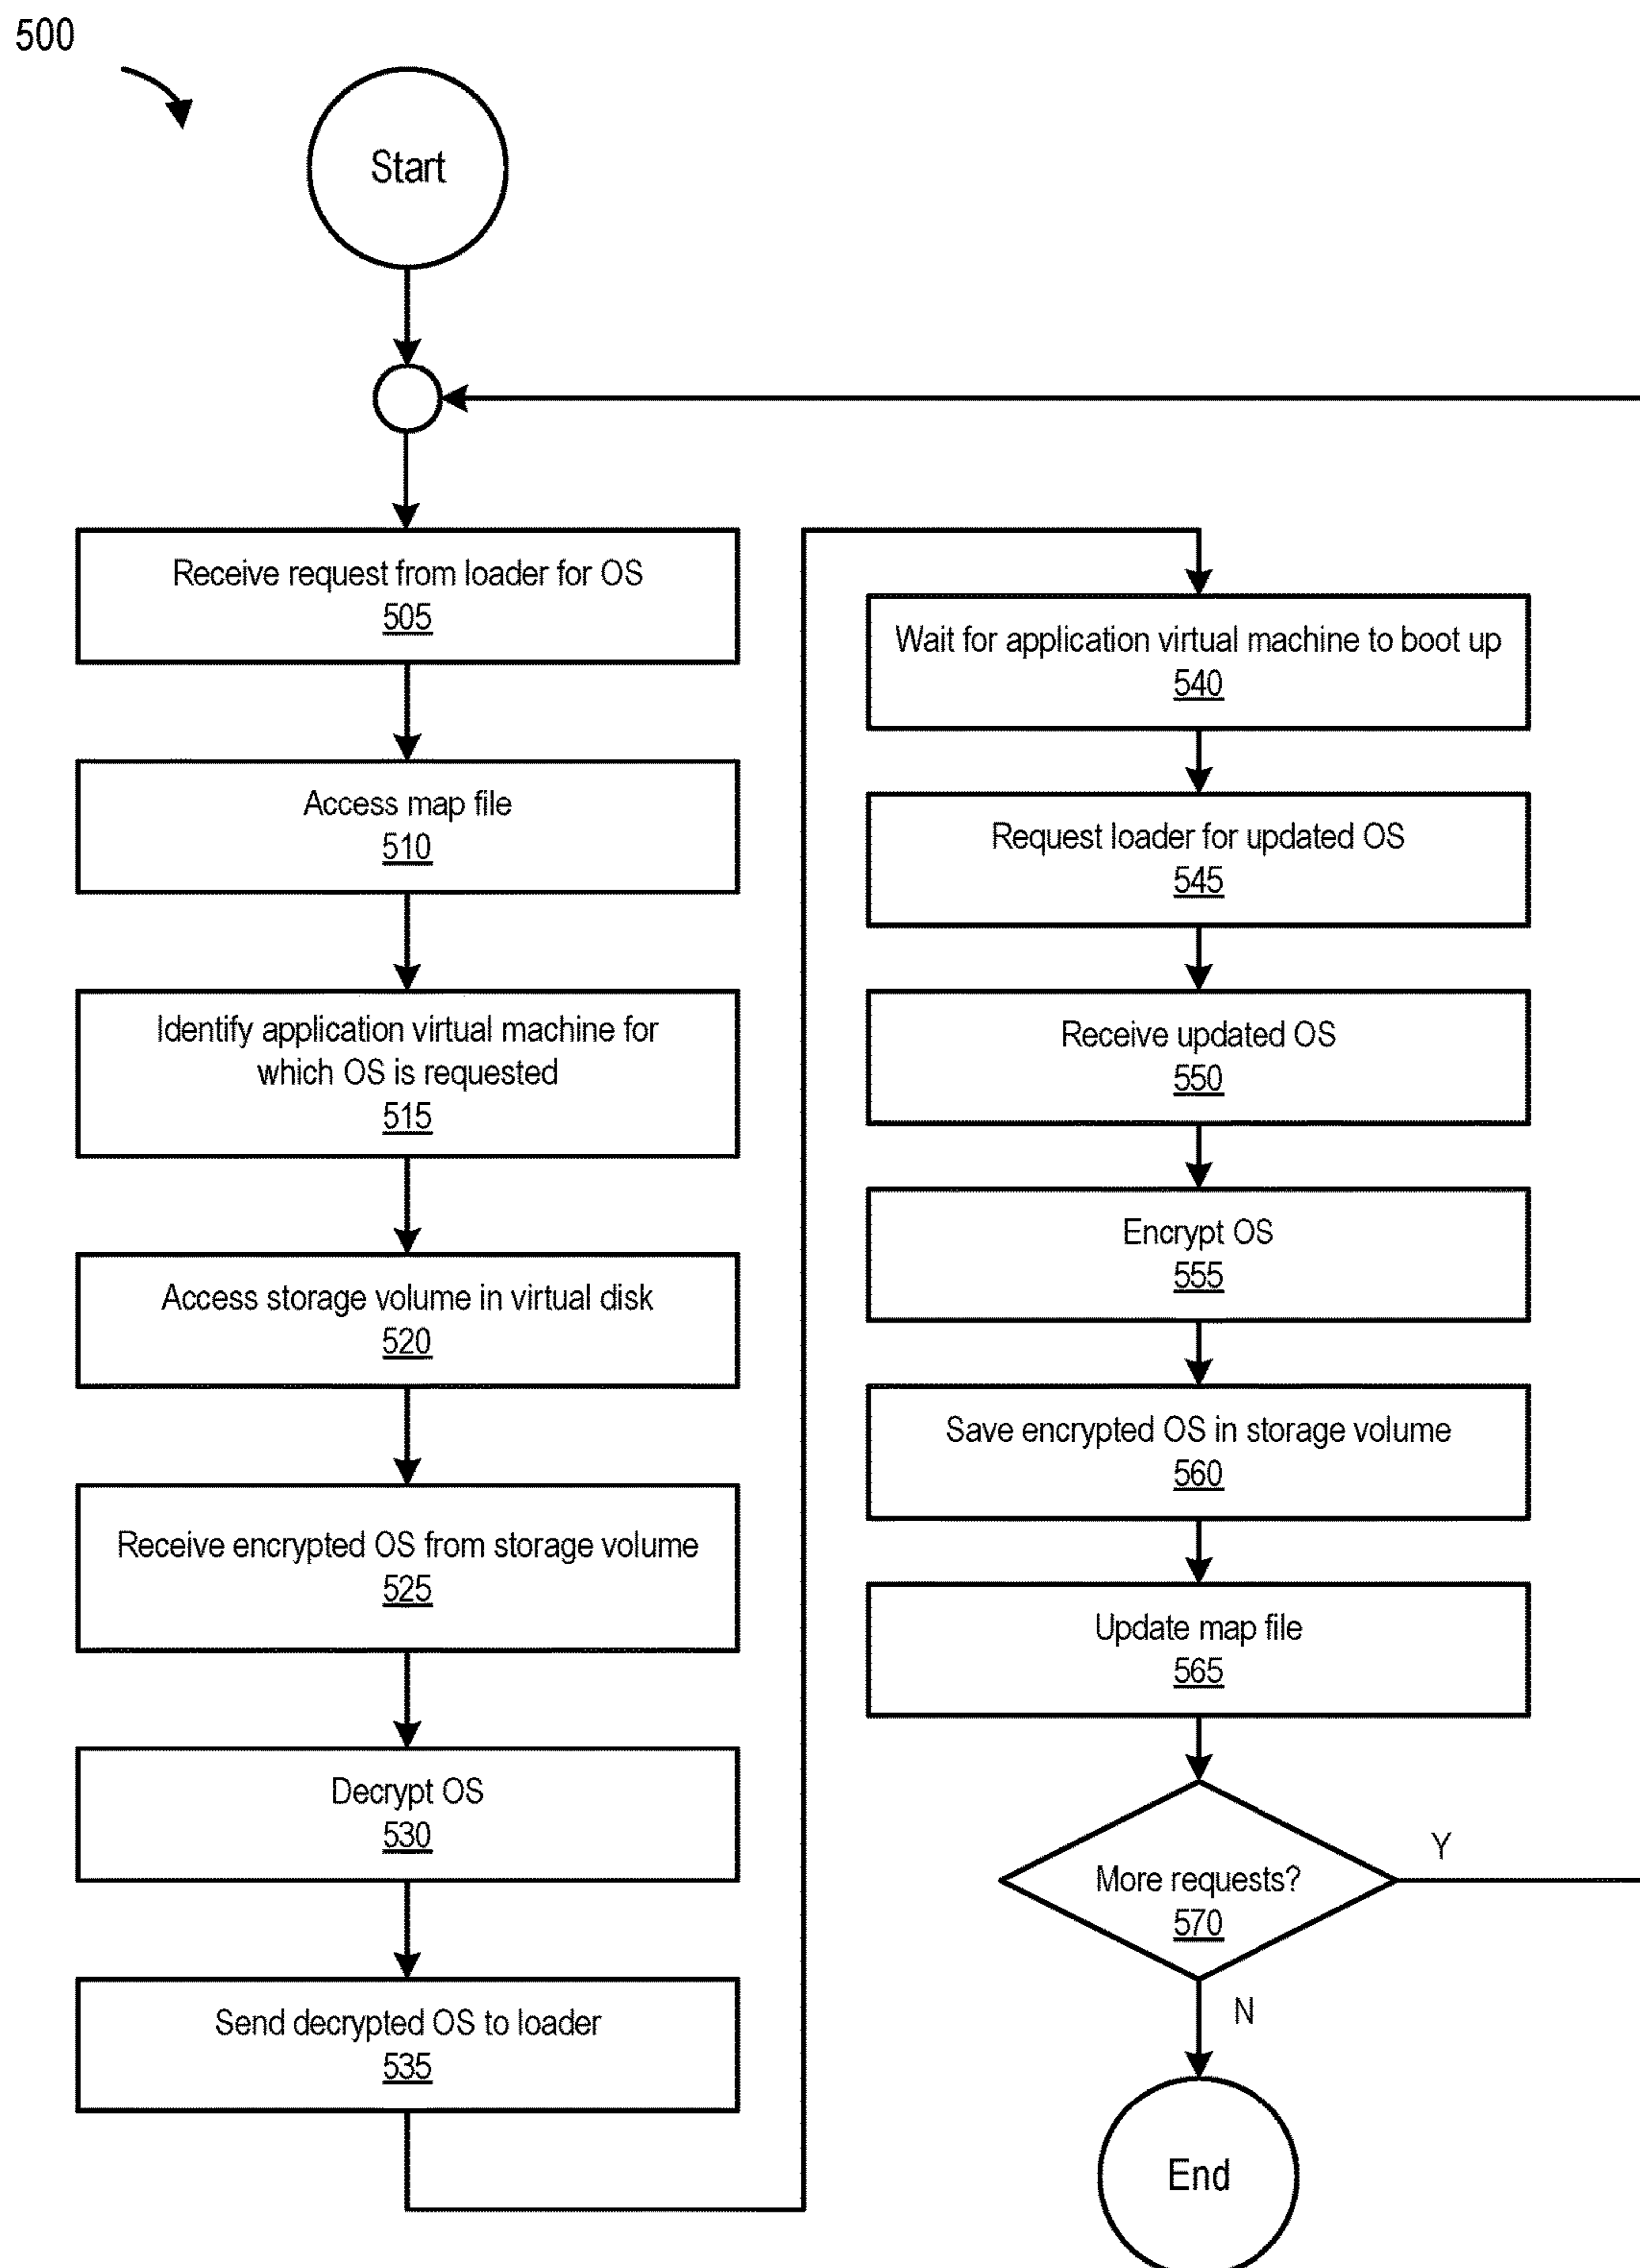 500
Start
Receive request from loader for OS
505
Access map file
510
Identify application virtual machine for
which OS is requested
515
Access storage volume in virtual disk
520
Receive encrypted OS from storage volume
525
Decrypt OS
530
Send decrypted OS to loader
535
Wait for application virtual machine to boot up
540
Request loader for updated OS
545
Receive updated OS
550
Encrypt OS
555
Save encrypted OS in storage volume
560
Update map file
565
More requests?
570
Y
N
End